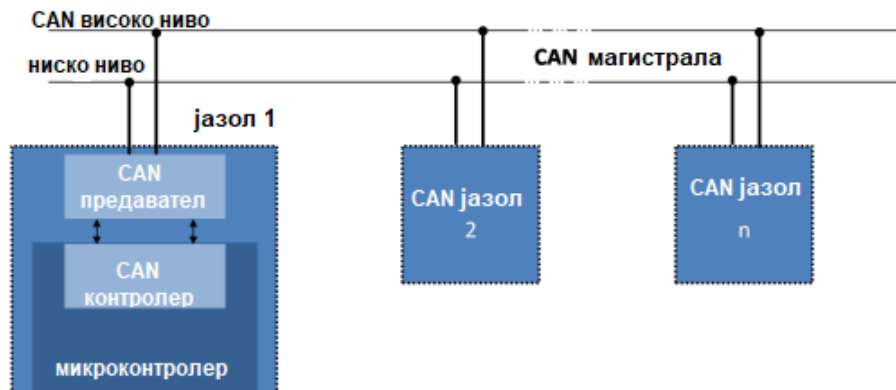 CAN високо ниво
ниско ниво
CAN магистрала
јазол 1
CAN
предавател
CAN
контролер
микроконтролер
CAN јазол
2
CAN јазол
n